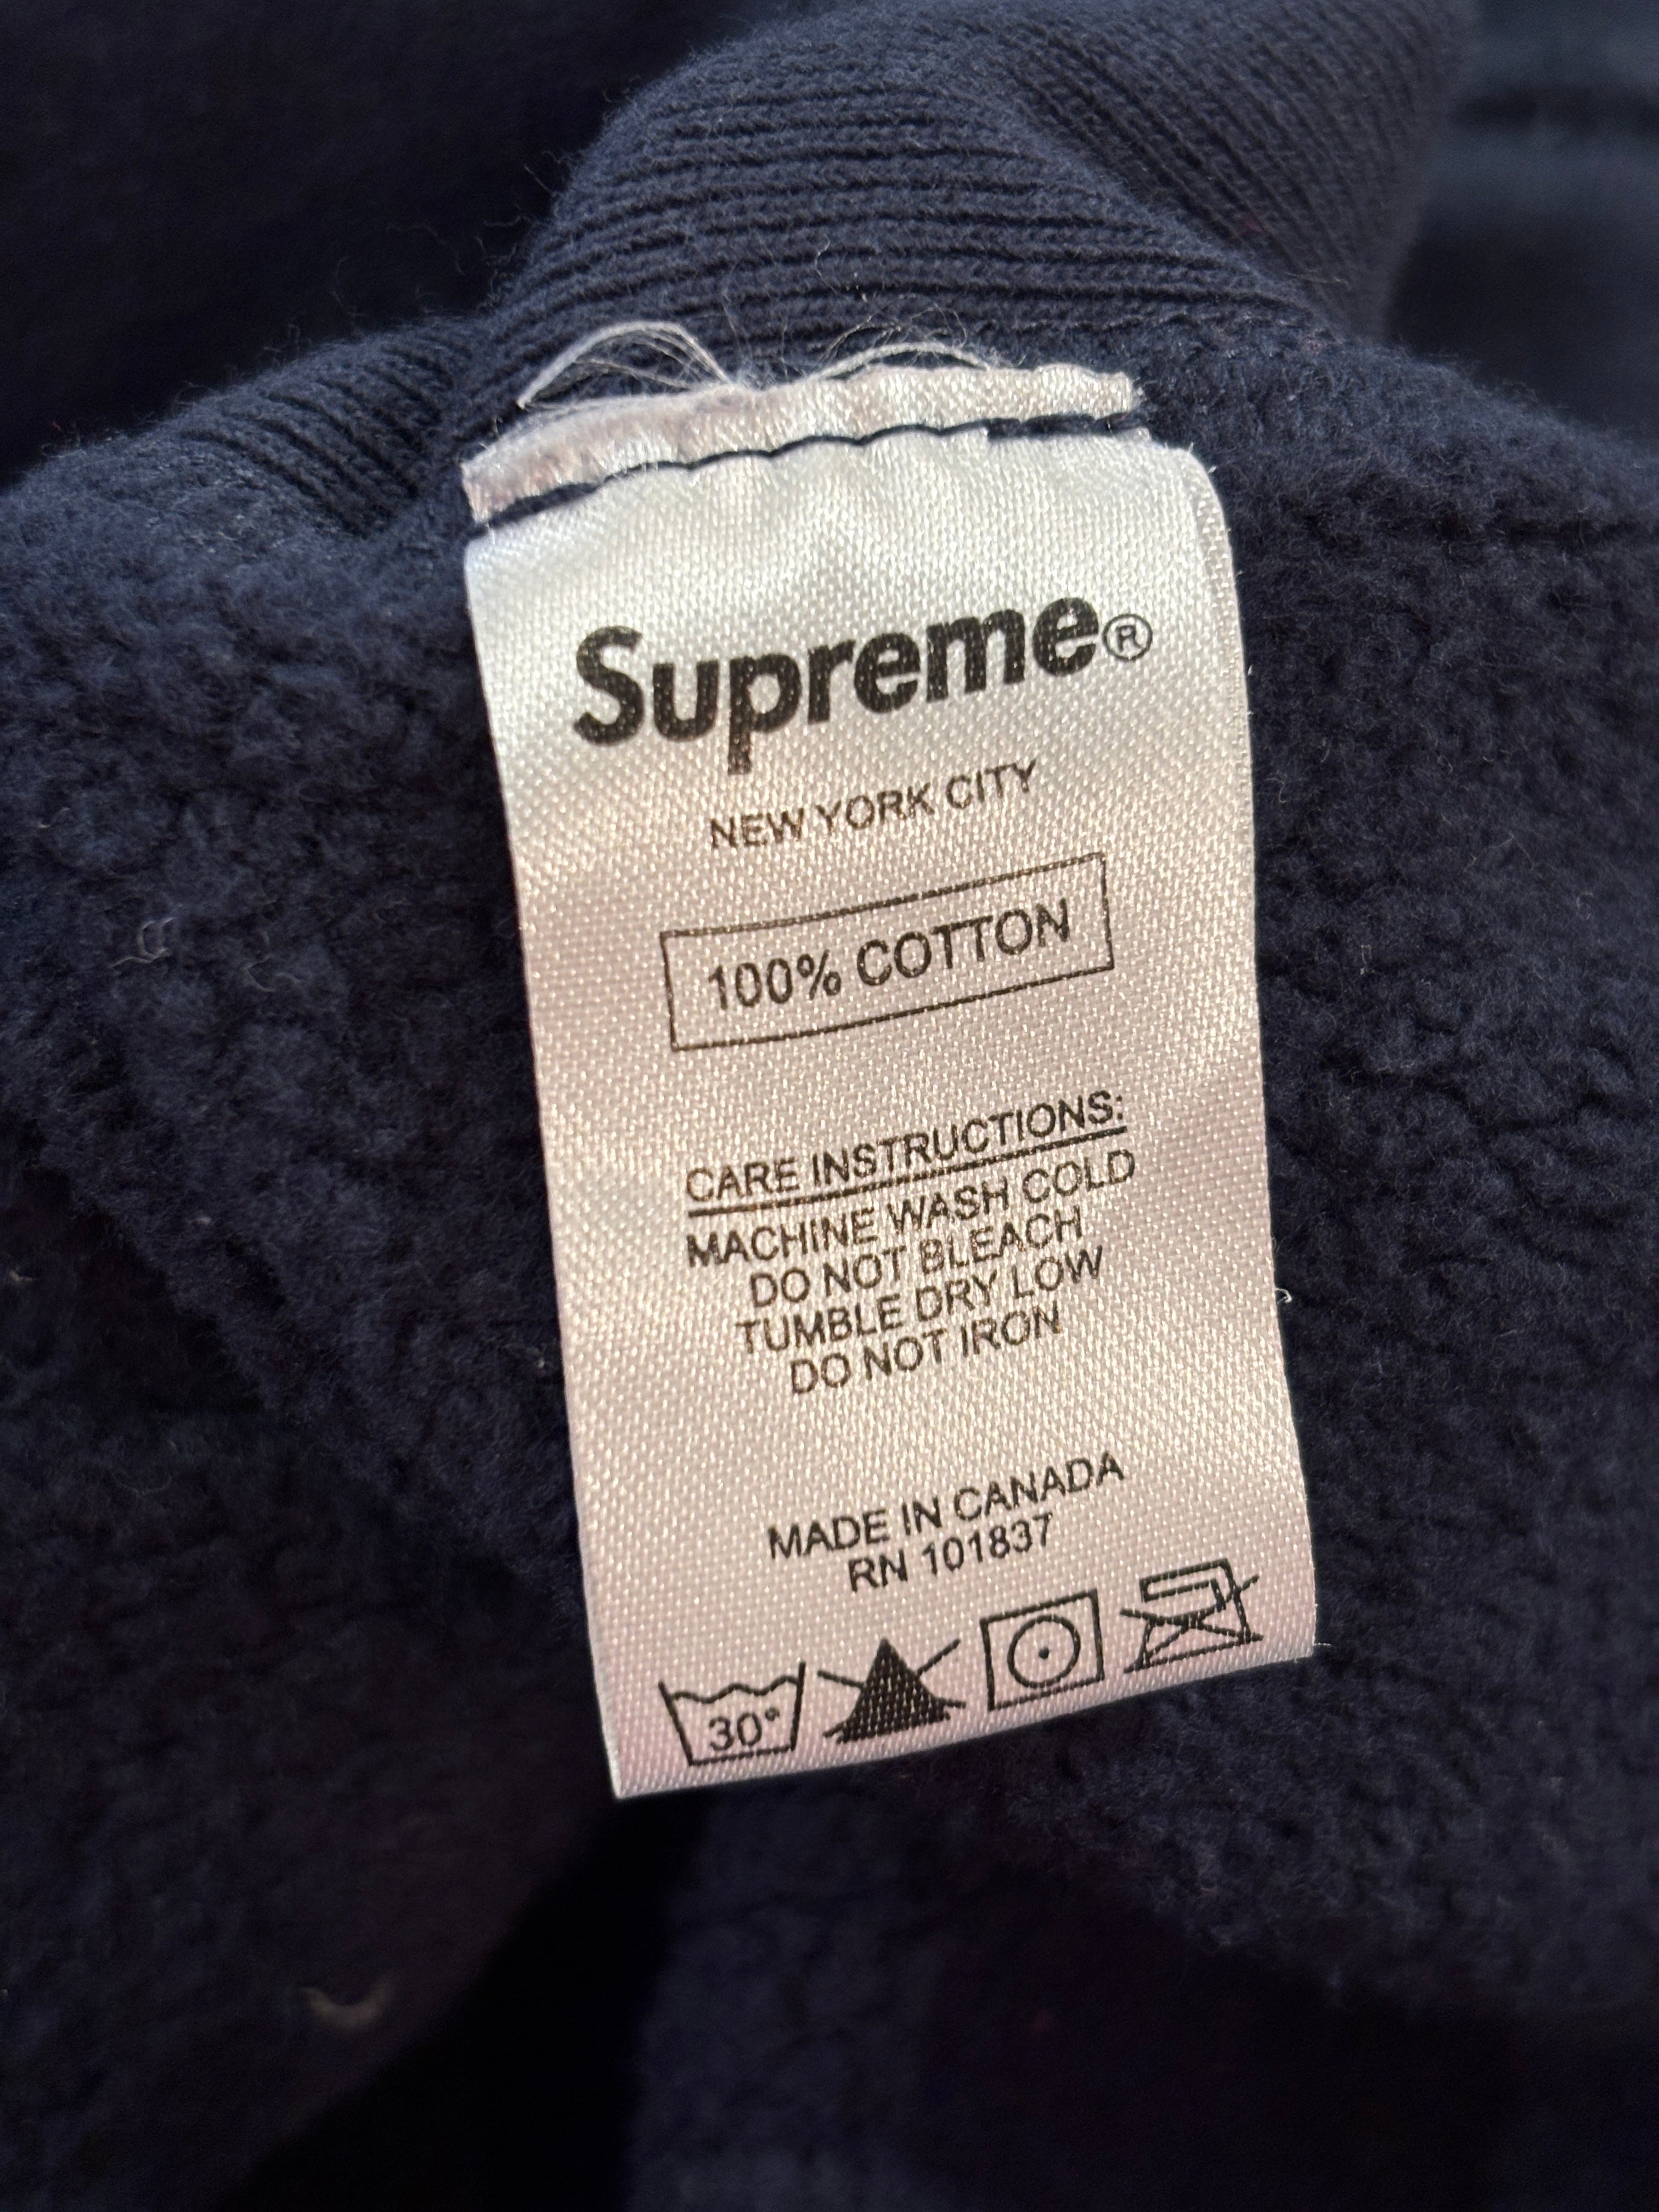 Supreme®
NEW YORK CITY
100% COTTON
CARE INSTRUCTIONS:
MACHINE WASH COLD
DO NOT BLEACH
TUMBLE DRY LOW
DO NOT IRON
MADE IN CANADA
RN 101837
30°